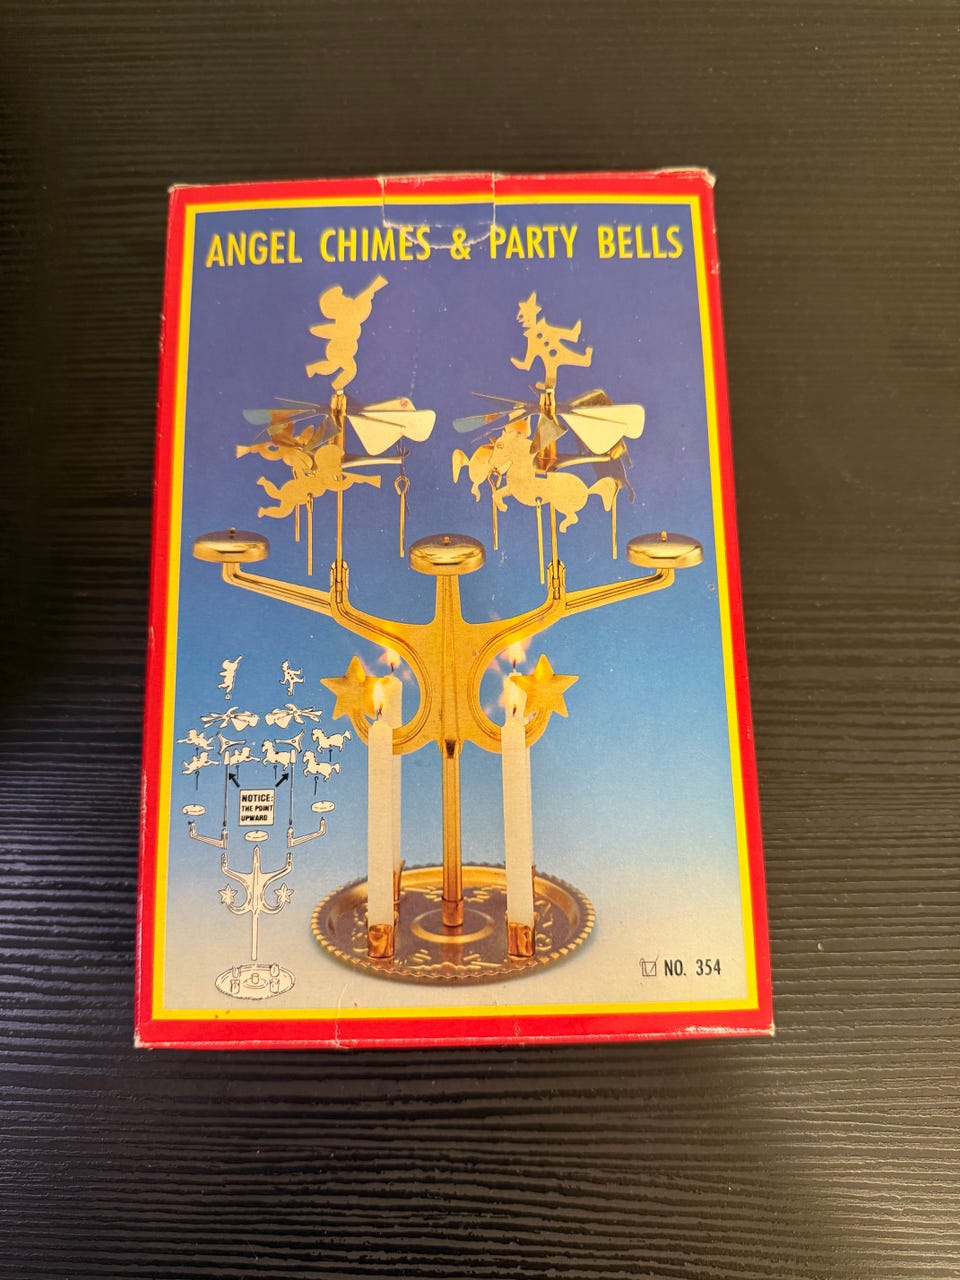 ANGEL CHIMES & PARTY BELLS
NOTICE:
THE POINT
UPWARD
NO. 354